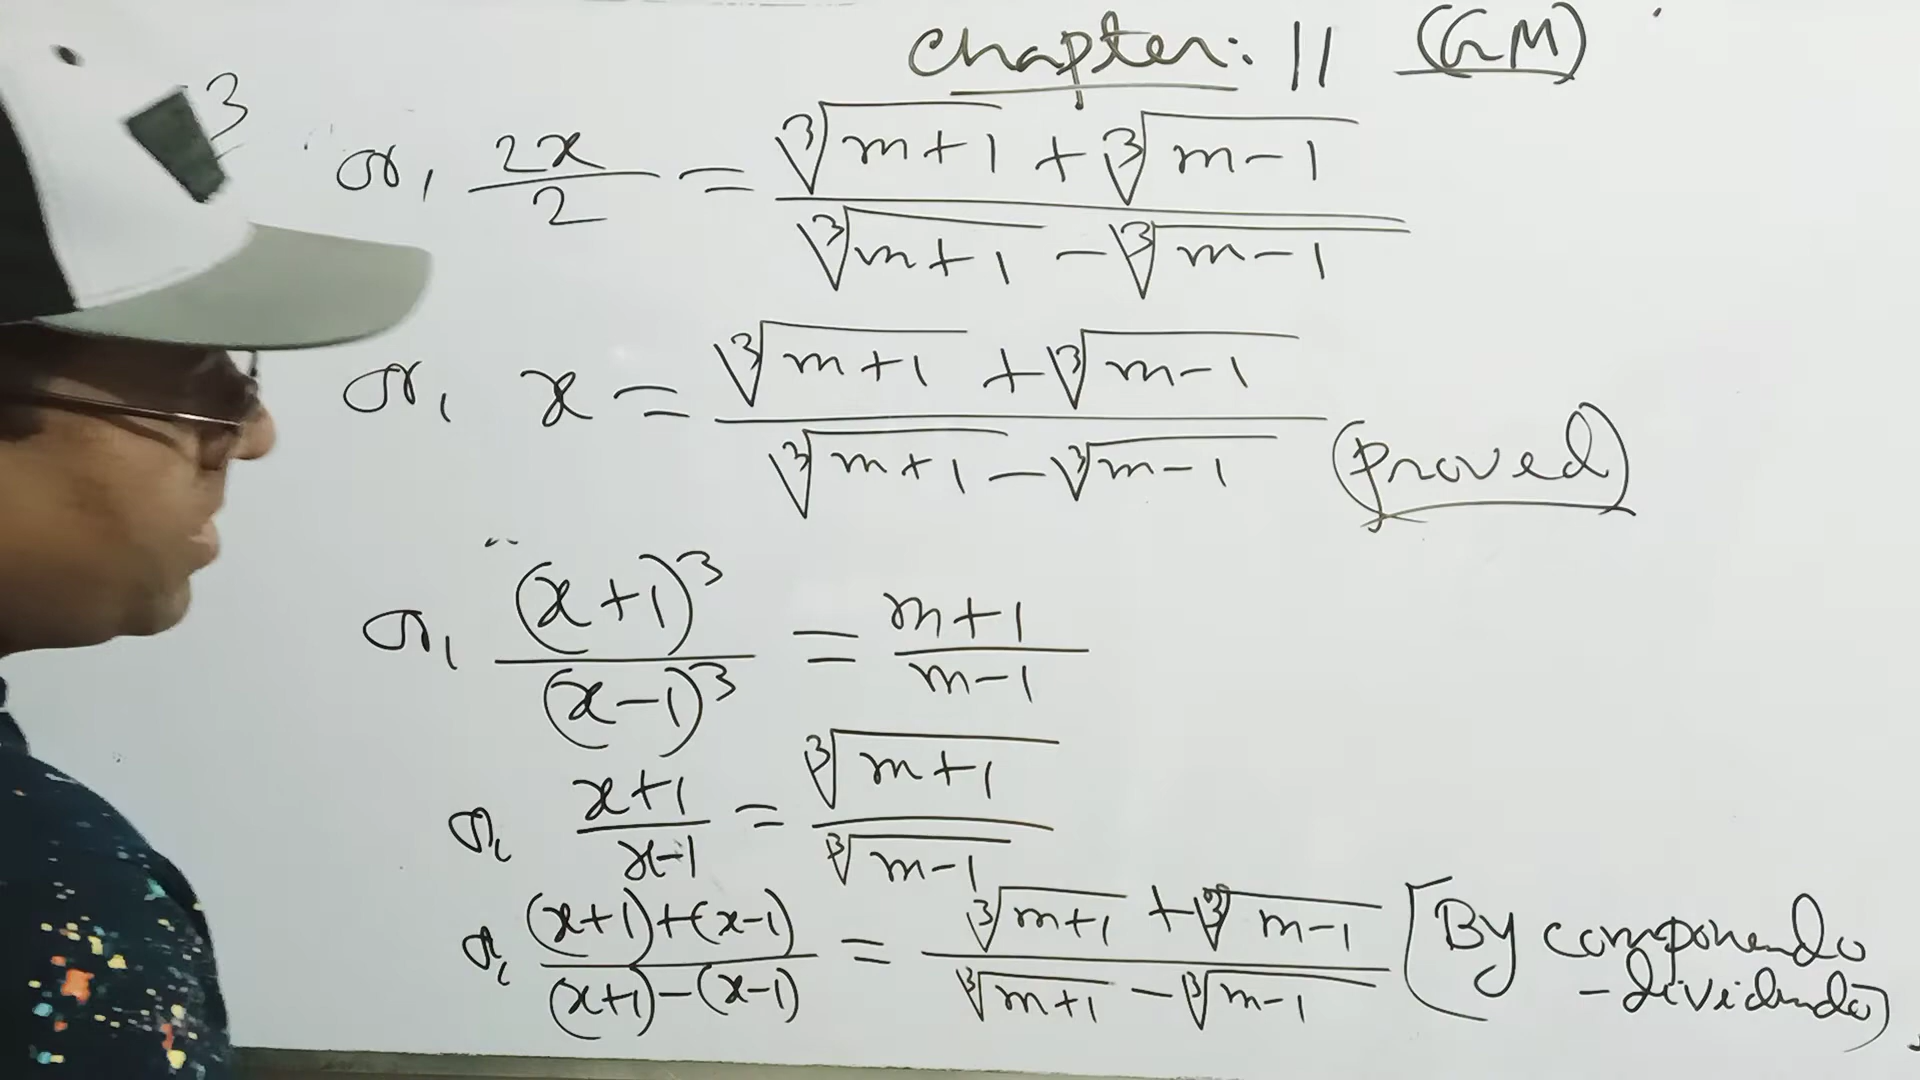 Chapter: 11 (GM)
3
or, 2x/2 = (∛(m+1) + ∛(m-1))/(∛(m+1) - ∛(m-1))
or, x = (∛(m+1) + ∛(m-1))/(∛(m+1) - ∛(m-1)) (proved)
or, (x+1)³/(x-1)³ = (m+1)/(m-1)
or, (x+1)/(x-1) = ∛(m+1)/∛(m-1)
or, ((x+1)+(x-1))/((x+1)-(x-1)) = (∛(m+1) + ∛(m-1))/(∛(m+1) - ∛(m-1)) [By componendo
-dividendo]